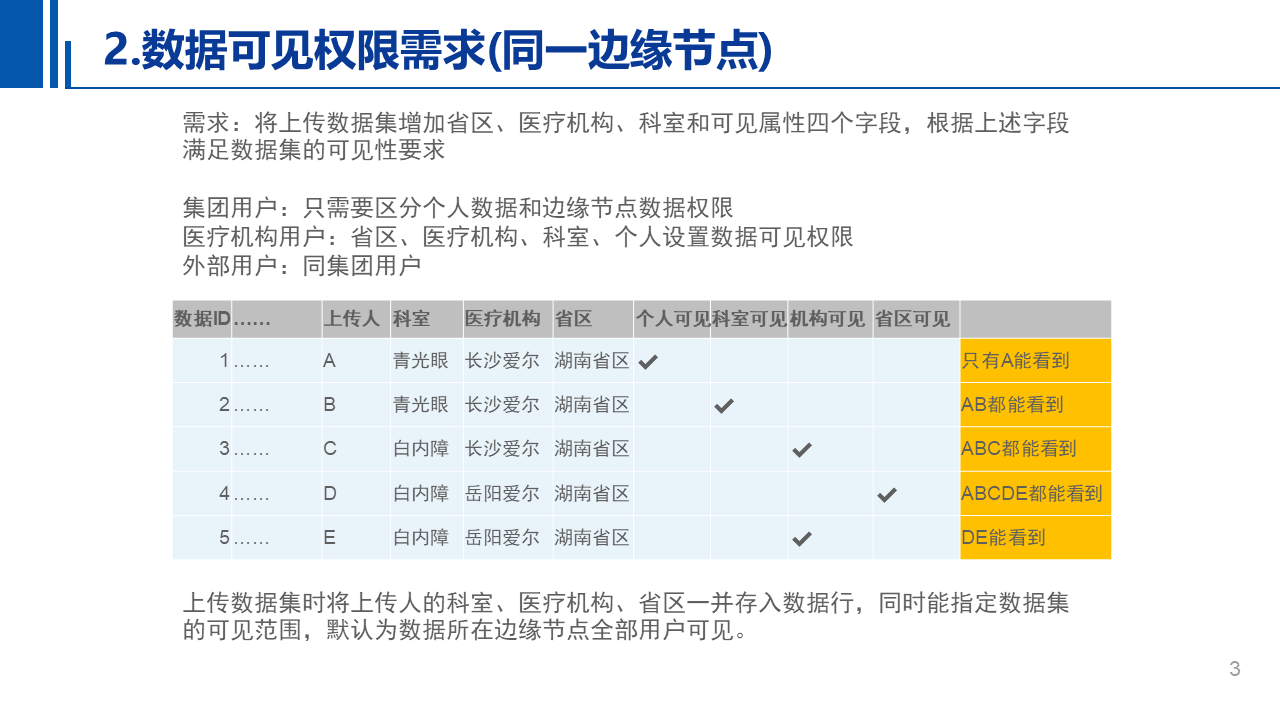 2.数据可见权限需求(同一边缘节点)
需求：将上传数据集增加省区、医疗机构、科室和可见属性四个字段，根据上述字段
满足数据集的可见性要求
集团用户：只需要区分个人数据和边缘节点数据权限
医疗机构用户：省区、医疗机构、科室、个人设置数据可见权限
外部用户：同集团用户
数据ID …… 上传人 科室 医疗机构 省区 个人可见 科室可见 机构可见 省区可见
1 …… A 青光眼 长沙爱尔 湖南省区 ✓ 只有A能看到
2 …… B 青光眼 长沙爱尔 湖南省区 ✓ AB都能看到
3 …… C 白内障 长沙爱尔 湖南省区 ✓ ABC都能看到
4 …… D 白内障 岳阳爱尔 湖南省区 ✓ ABCDE都能看到
5 …… E 白内障 岳阳爱尔 湖南省区 ✓ DE能看到
上传数据集时将上传人的科室、医疗机构、省区一并存入数据行，同时能指定数据集
的可见范围，默认为数据所在边缘节点全部用户可见。
3